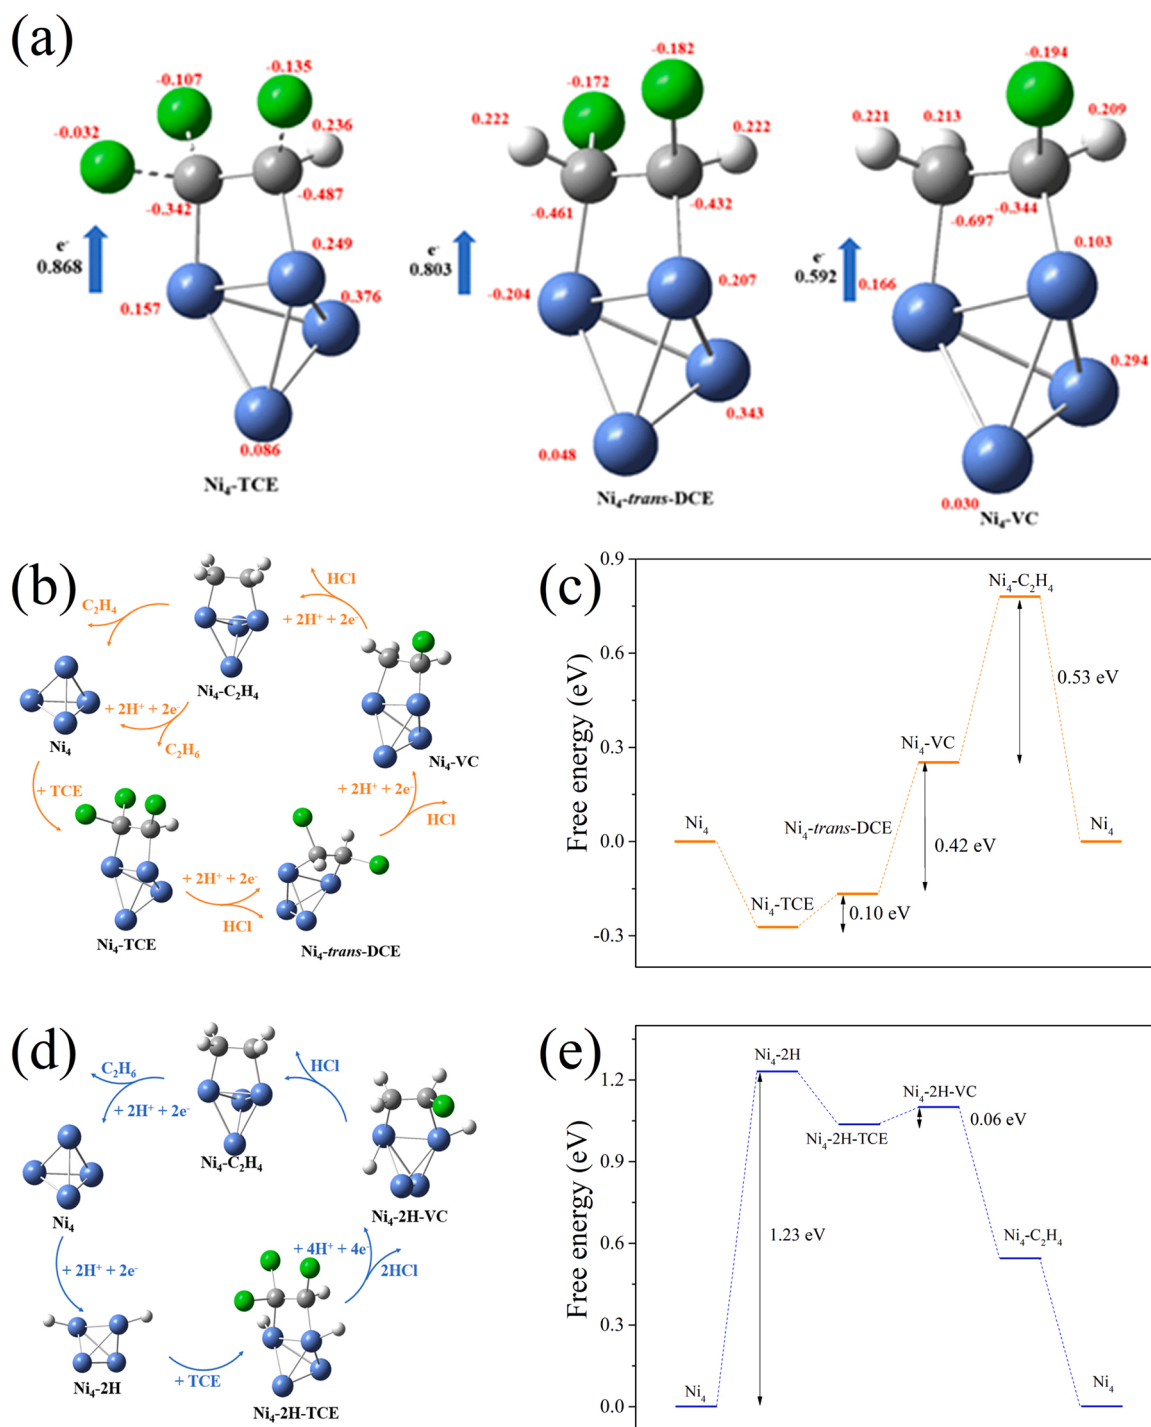 (a)
-0.032
-0.107
-0.135
0.236
-0.342
-0.487
e-
0.868
0.249
0.157
0.376
0.086
Ni4-TCE
-0.172
-0.182
0.222
0.222
-0.461
-0.432
e-
0.803
-0.204
0.207
0.343
0.048
Ni4-trans-DCE
-0.194
0.221
0.213
0.209
-0.697
-0.344
e-
0.592
0.166
0.103
0.294
0.030
Ni4-VC
(b)
HCl
C2H4
+ 2H+ + 2e-
Ni4-C2H4
+ 2H+ + 2e-
C2H6
Ni4
Ni4-VC
+ TCE
+ 2H+ + 2e-
HCl
+ 2H+ + 2e-
HCl
Ni4-TCE
Ni4-trans-DCE
(c)
Free energy (eV)
0.9
0.6
0.3
0.0
-0.3
Ni4
Ni4-TCE
0.10 eV
Ni4-trans-DCE
0.42 eV
Ni4-VC
Ni4-C2H4
0.53 eV
Ni4
(d)
HCl
C2H6
+ 2H+ + 2e-
Ni4-C2H4
Ni4
Ni4-2H-VC
+ 2H+ + 2e-
+ 4H+ + 4e-
2HCl
Ni4-2H
+ TCE
Ni4-2H-TCE
(e)
Free energy (eV)
1.2
0.9
0.6
0.3
0.0
Ni4
1.23 eV
Ni4-2H
Ni4-2H-TCE
Ni4-2H-VC
0.06 eV
Ni4-C2H4
Ni4